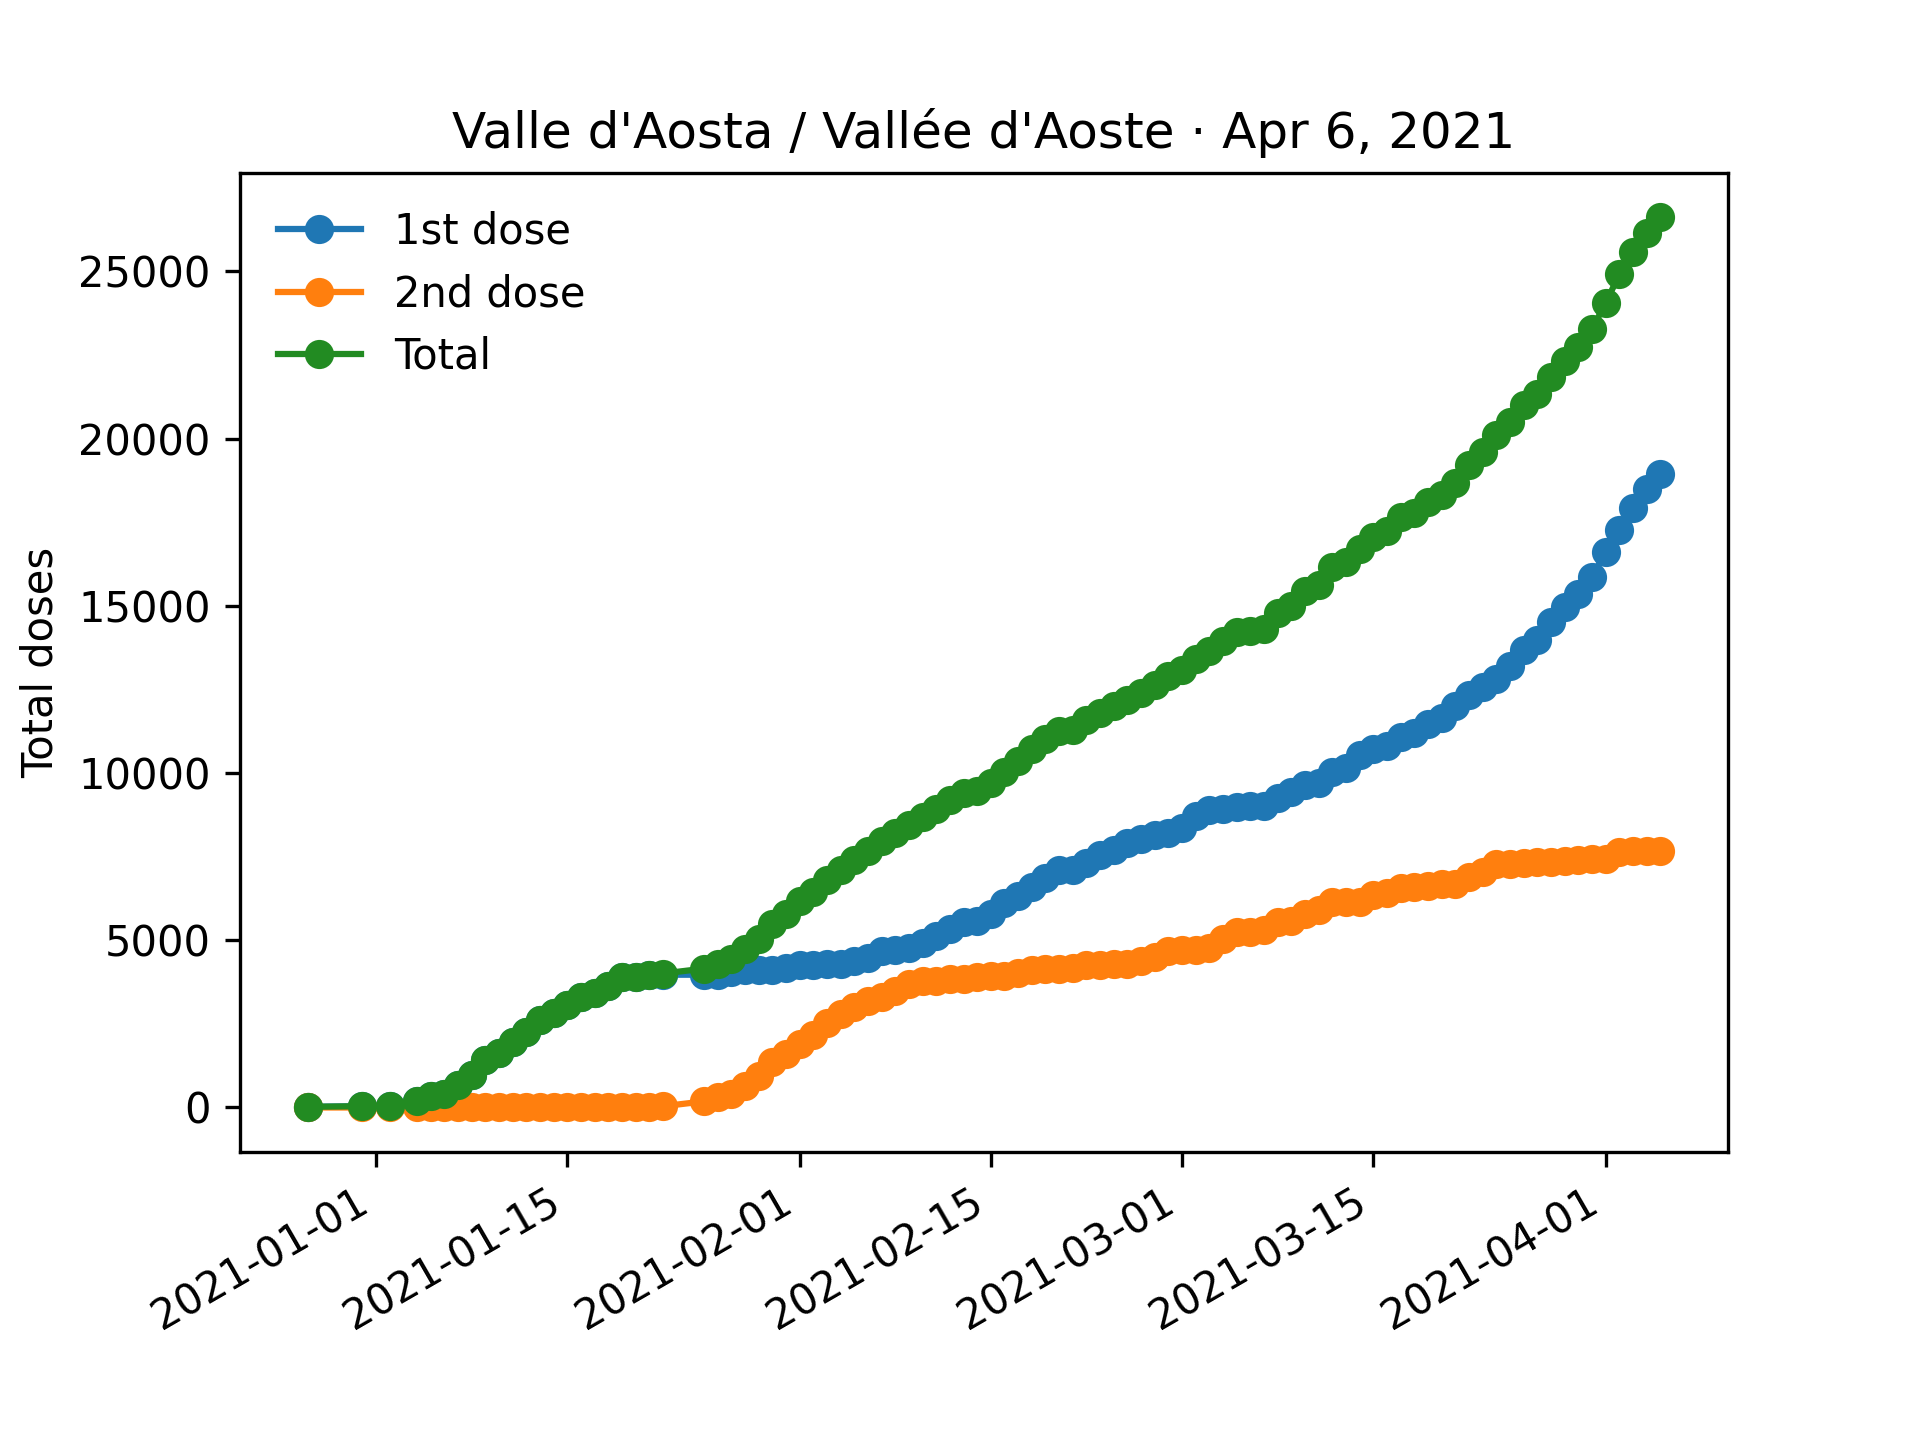 Valle d'Aosta / Vallée d'Aoste · Apr 6, 2021
1st dose
2nd dose
Total
Total doses
25000
20000
15000
10000
5000
0
2021-01-01
2021-01-15
2021-02-01
2021-02-15
2021-03-01
2021-03-15
2021-04-01